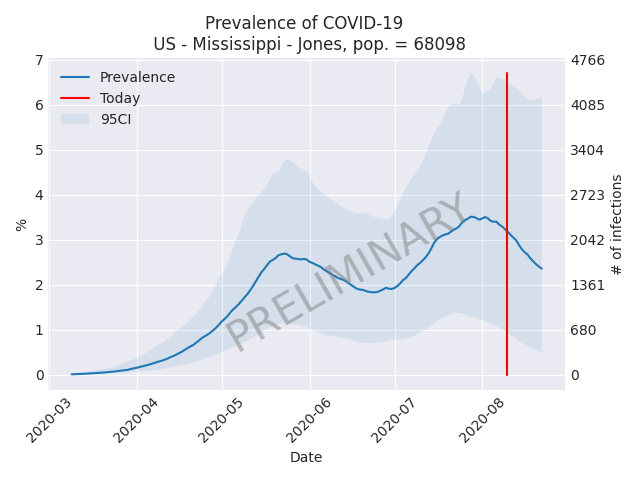 Prevalence of COVID-19
US - Mississippi - Jones, pop. = 68098
Prevalence
Today
95CI
7
6
5
4
3
2
1
0
%
4766
4085
3404
2723
2042
1361
680
0
# of infections
PRELIMINARY
2020-03
2020-04
2020-05
2020-06
2020-07
2020-08
Date